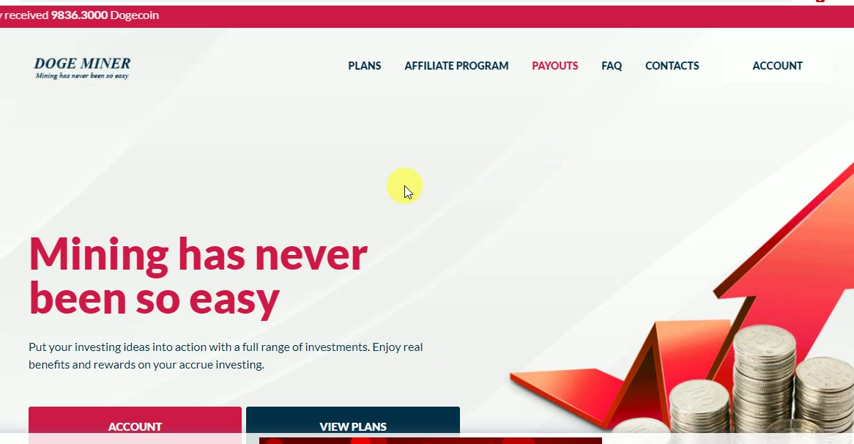 received 9836.3000 Dogecoin
DOGE MINER
Mining has never been so easy
PLANS AFFILIATE PROGRAM PAYOUTS FAQ CONTACTS ACCOUNT
Mining has never
been so easy
Put your investing ideas into action with a full range of investments. Enjoy real
benefits and rewards on your accrue investing.
ACCOUNT VIEW PLANS